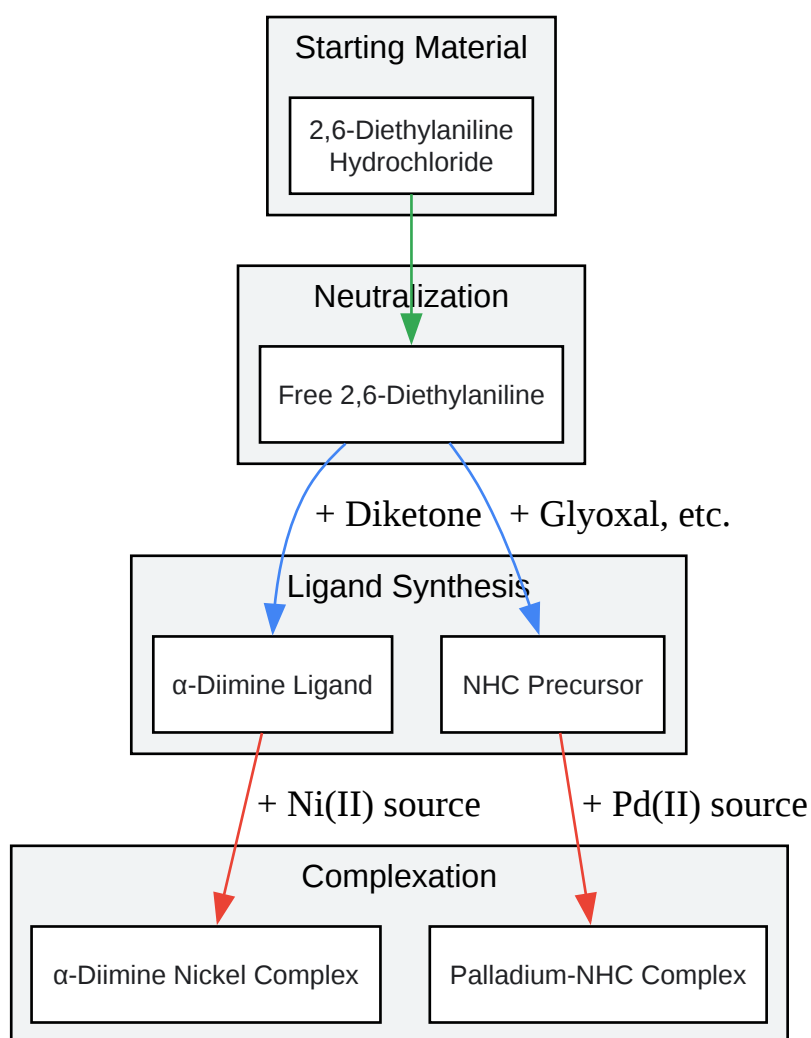 Starting Material
2,6-Diethylaniline
Hydrochloride
Neutralization
Free 2,6-Diethylaniline
+ Diketone
+ Glyoxal, etc.
Ligand Synthesis
α-Diimine Ligand
NHC Precursor
+ Ni(II) source
+ Pd(II) source
Complexation
α-Diimine Nickel Complex
Palladium-NHC Complex